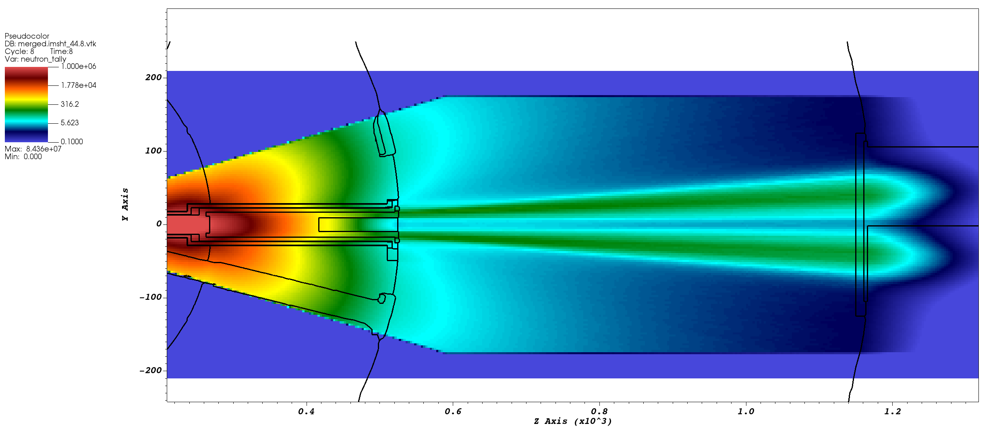 Pseudocolor
DB: merged.imsht_44.8.vtk
Cycle: 8 Time:8
Var: neutron_tally
1.000e+06
1.778e+04
316.2
5.623
0.1000
Max: 8.436e+07
Min: 0.000
200
100
0
-100
-200
Y Axis
0.4 0.6 0.8 1.0 1.2
Z Axis (x10^3)